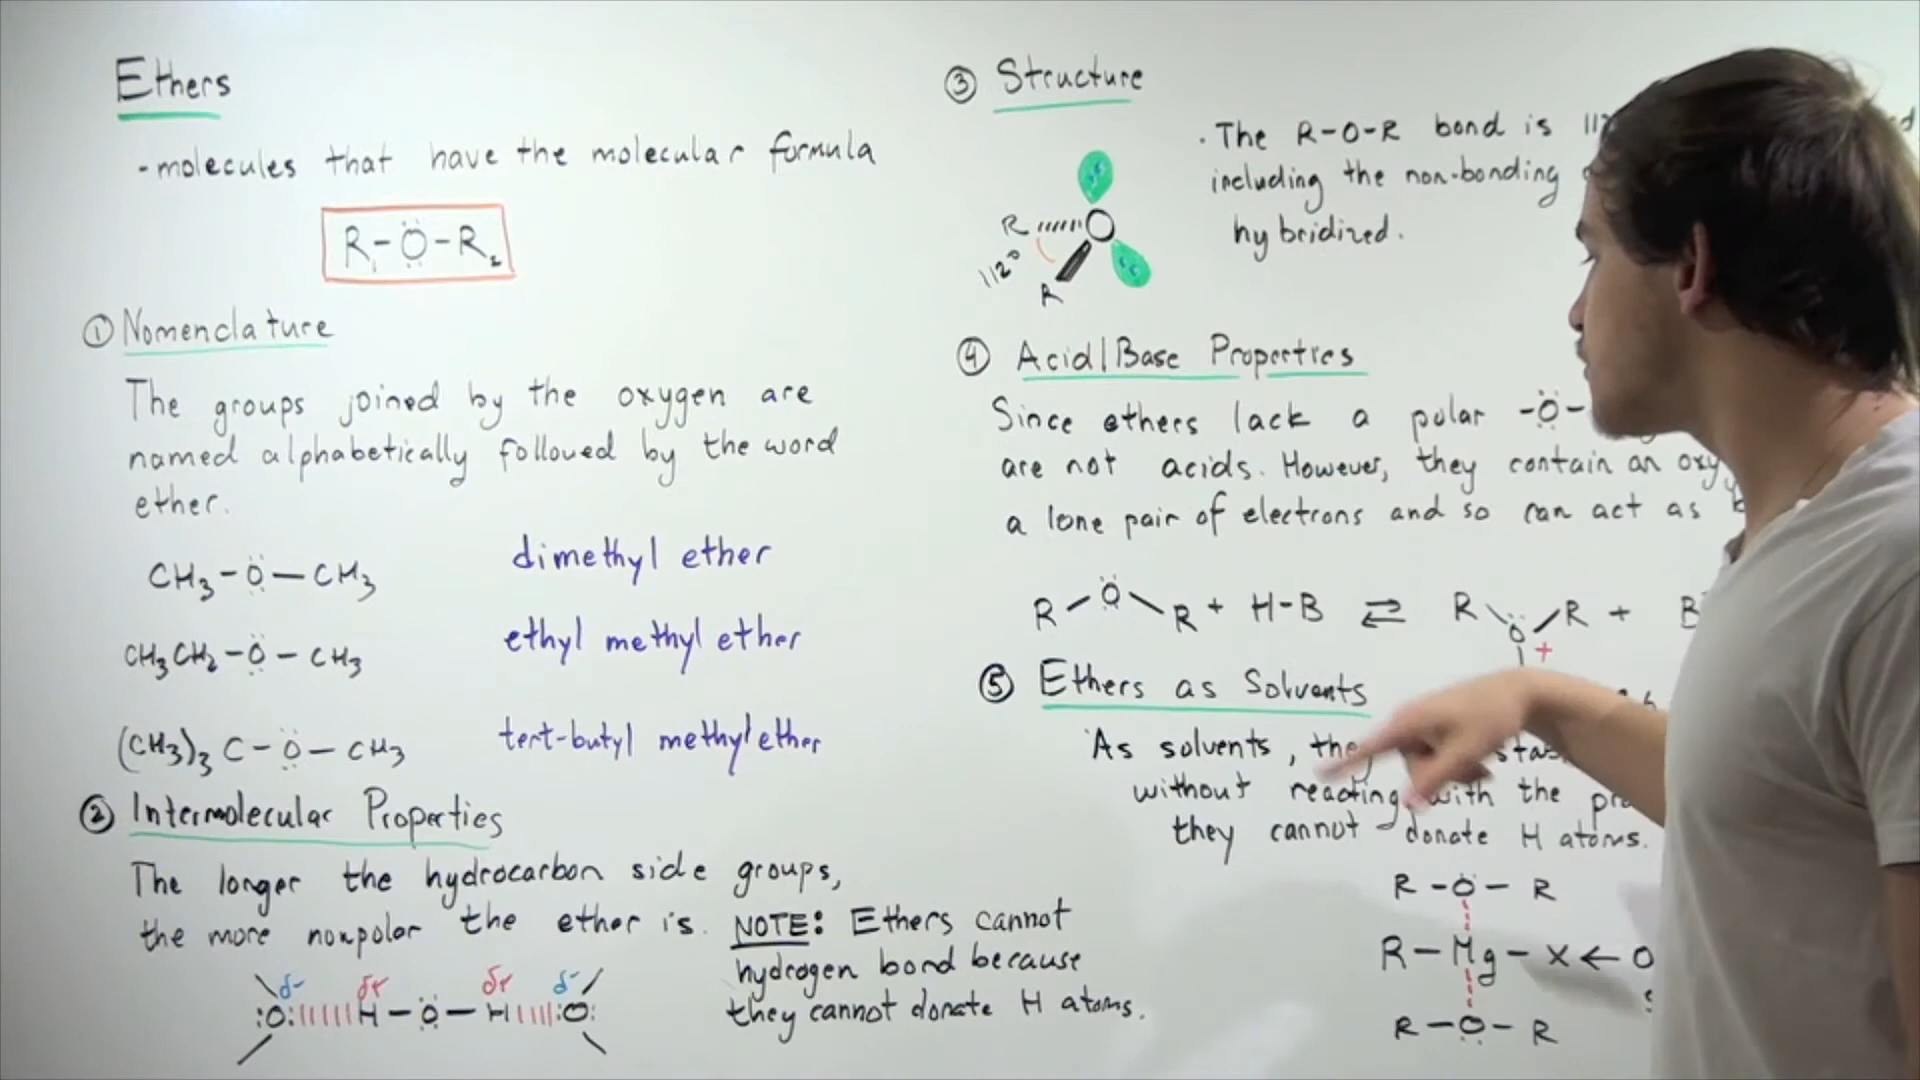 Ethers
- molecules that have the molecular formula
R₁-Ö-R₂
① Nomenclature
The groups joined by the oxygen are
named alphabetically followed by the word
ether.
CH₃-O-CH₃ dimethyl ether
CH₃CH₂-O-CH₃ ethyl methyl ether
(CH₃)₃C-O-CH₃ tert-butyl methyl ether
② Intermolecular Properties
The longer the hydrocarbon side groups,
the more nonpolar the ether is. NOTE: Ethers cannot
hydrogen bond because
they cannot donate H atoms.
δ- δ+ δ+ δ-
:O: H-O-H :O:
③ Structure
· The R-O-R bond is
including the non-bonding
hybridized.
R O
112°
R
④ Acid/Base Properties
Since ethers lack a polar -O-
are not acids. However, they contain an
a lone pair of electrons and so can act as
R-O-R + H-B ⇌ R-O-R + B
+
⑤ Ethers as Solvents
As solvents,
without reacting with the
they cannot donate H atoms.
R-O-R
R-Mg-X ←
R-O-R